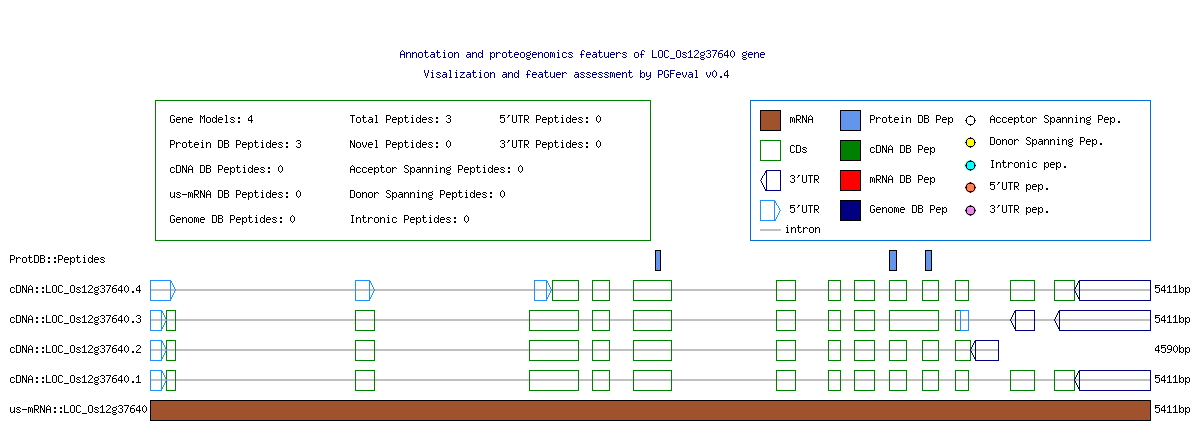 Annotation and proteogenomics featuers of LOC_Os12g37640 gene
Visalization and featuer assessment by PGFeval v0.4
Gene Models: 4 Total Peptides: 3 5'UTR Peptides: 0
Protein DB Peptides: 3 Novel Peptides: 0 3'UTR Peptides: 0
cDNA DB Peptides: 0 Acceptor Spanning Peptides: 0
us-mRNA DB Peptides: 0 Donor Spanning Peptides: 0
Genome DB Peptides: 0 Intronic Peptides: 0
mRNA Protein DB Pep Acceptor Spanning Pep.
CDs cDNA DB Pep Donor Spanning Pep.
3'UTR mRNA DB Pep Intronic pep.
5'UTR Genome DB Pep 5'UTR pep.
intron 3'UTR pep.
ProtDB::Peptides
cDNA::LOC_Os12g37640.4 5411bp
cDNA::LOC_Os12g37640.3 5411bp
cDNA::LOC_Os12g37640.2 4590bp
cDNA::LOC_Os12g37640.1 5411bp
us-mRNA::LOC_Os12g37640 5411bp